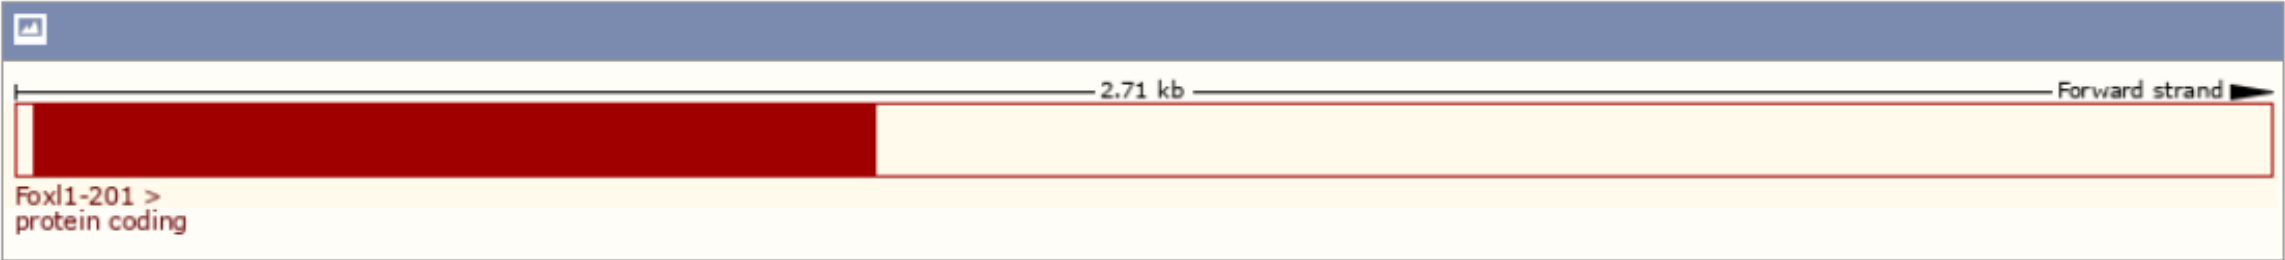 2.71 kb
Forward strand
Foxl1-201 >
protein coding